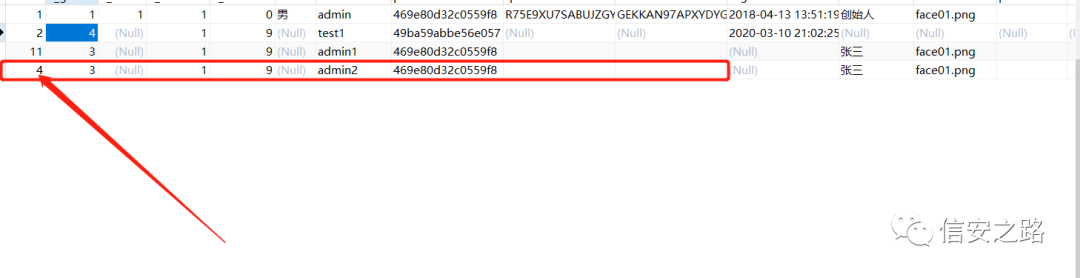 1 1 1 1 0 男 admin 469e80d32c0559f8 R75E9XU7SABUJZGY GEKKAN97APXYDYG 2018-04-13 13:51:19 创始人 face01.png
2 4 (Null) 1 9 (Null) test1 49ba59abbe56e057 (Null) (Null) 2020-03-10 21:02:25 (Null) (Null) (Null) (Null)
11 3 (Null) 1 9 (Null) admin1 469e80d32c0559f8 张三 face01.png
4 3 (Null) 1 9 (Null) admin2 469e80d32c0559f8 (Null) 张三 face01.png
信安之路